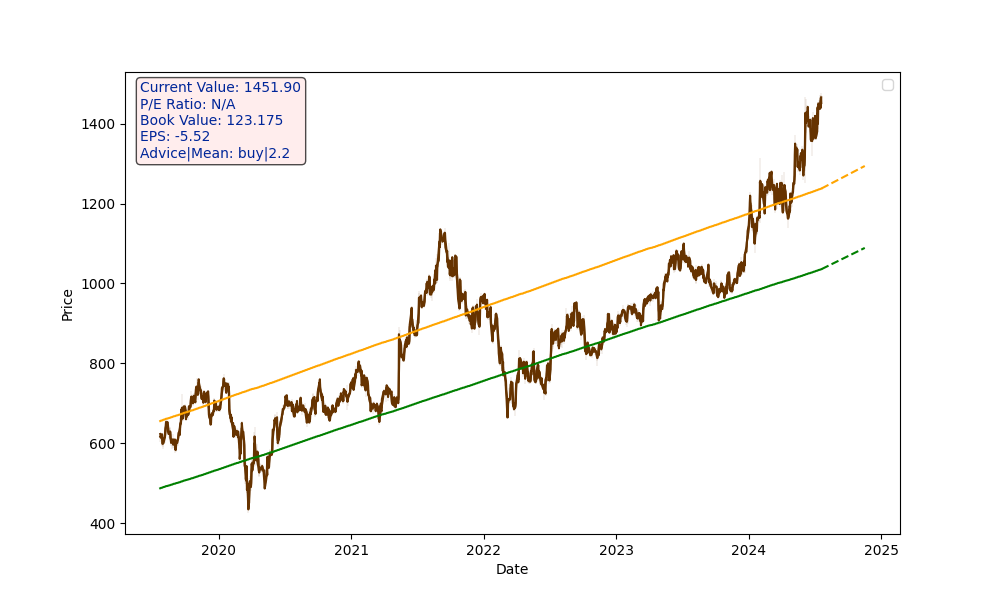 Current Value: 1451.90
P/E Ratio: N/A
Book Value: 123.175
EPS: -5.52
Advice|Mean: buy|2.2
1400
1200
1000
800
600
400
Price
2020 2021 2022 2023 2024 2025
Date